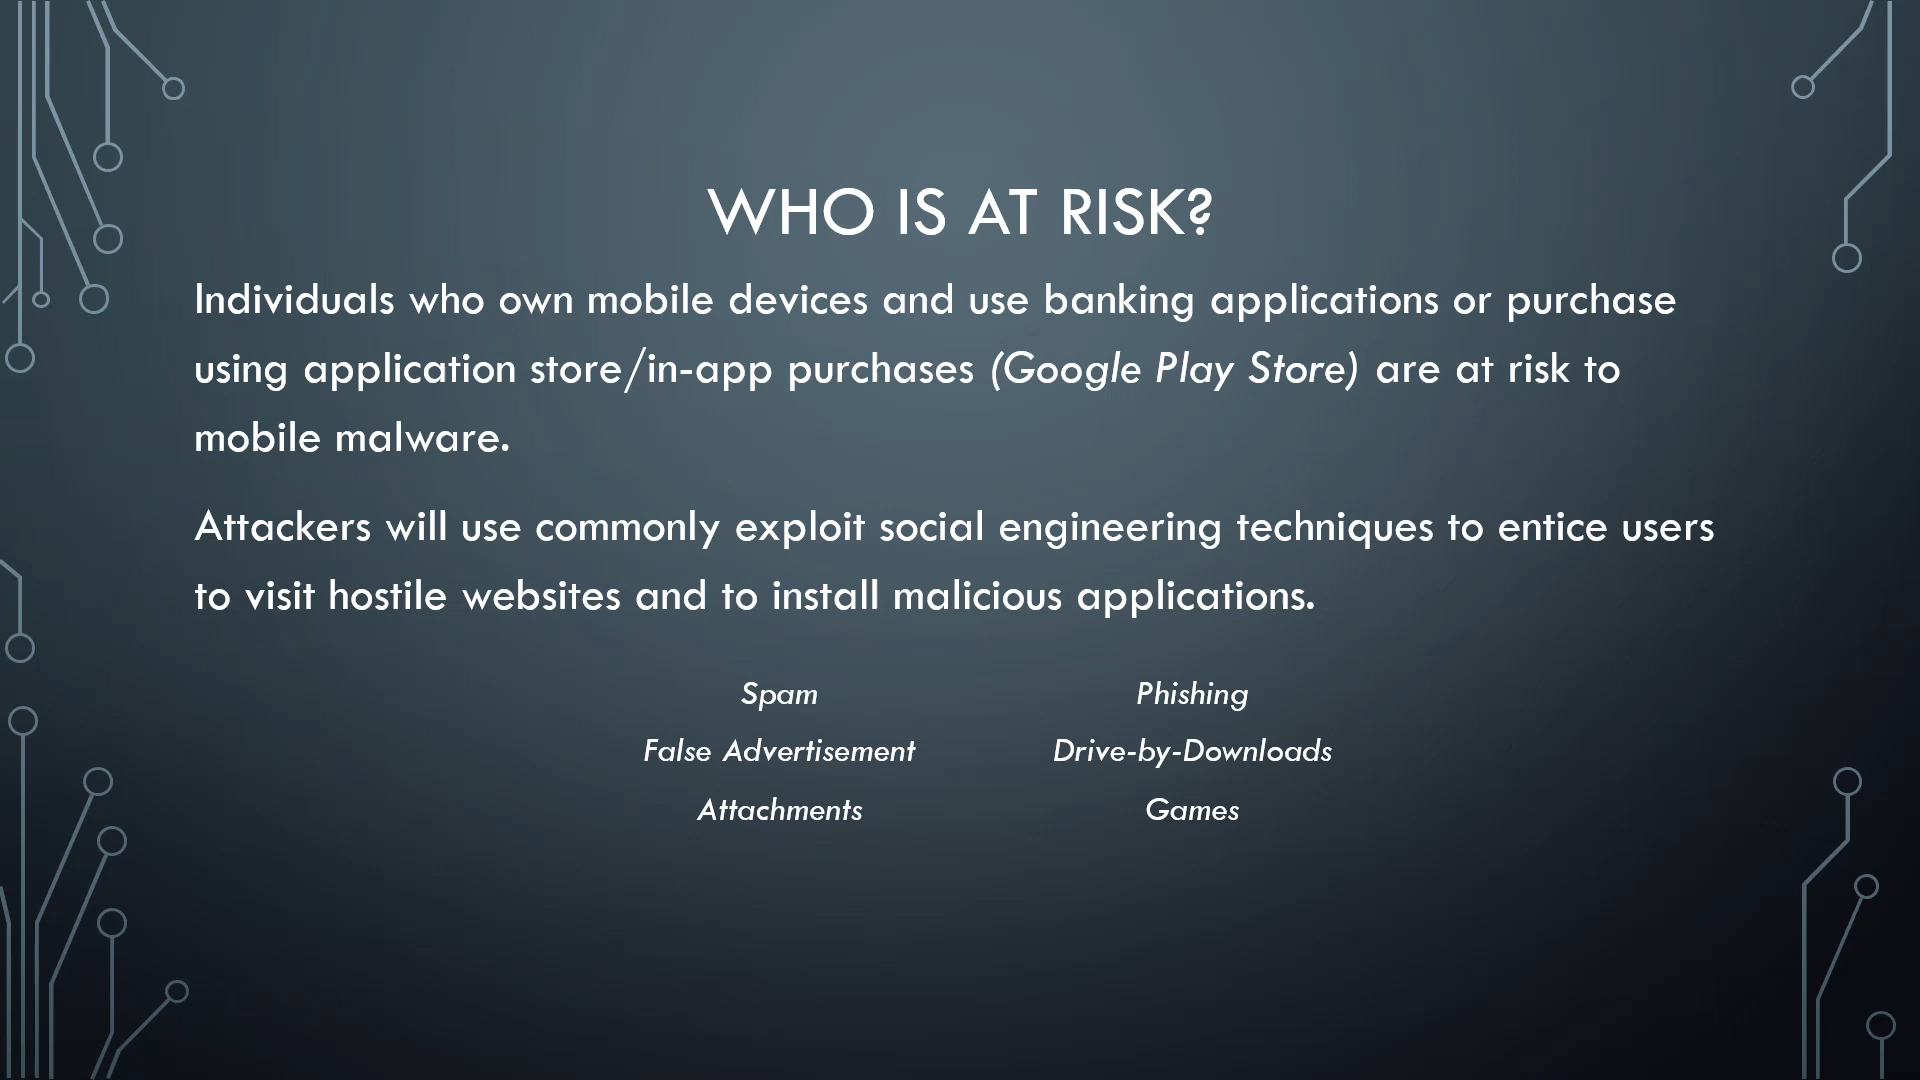 WHO IS AT RISK?
Individuals who own mobile devices and use banking applications or purchase
using application store/in-app purchases (Google Play Store) are at risk to
mobile malware.
Attackers will use commonly exploit social engineering techniques to entice users
to visit hostile websites and to install malicious applications.
Spam
False Advertisement
Attachments
Phishing
Drive-by-Downloads
Games